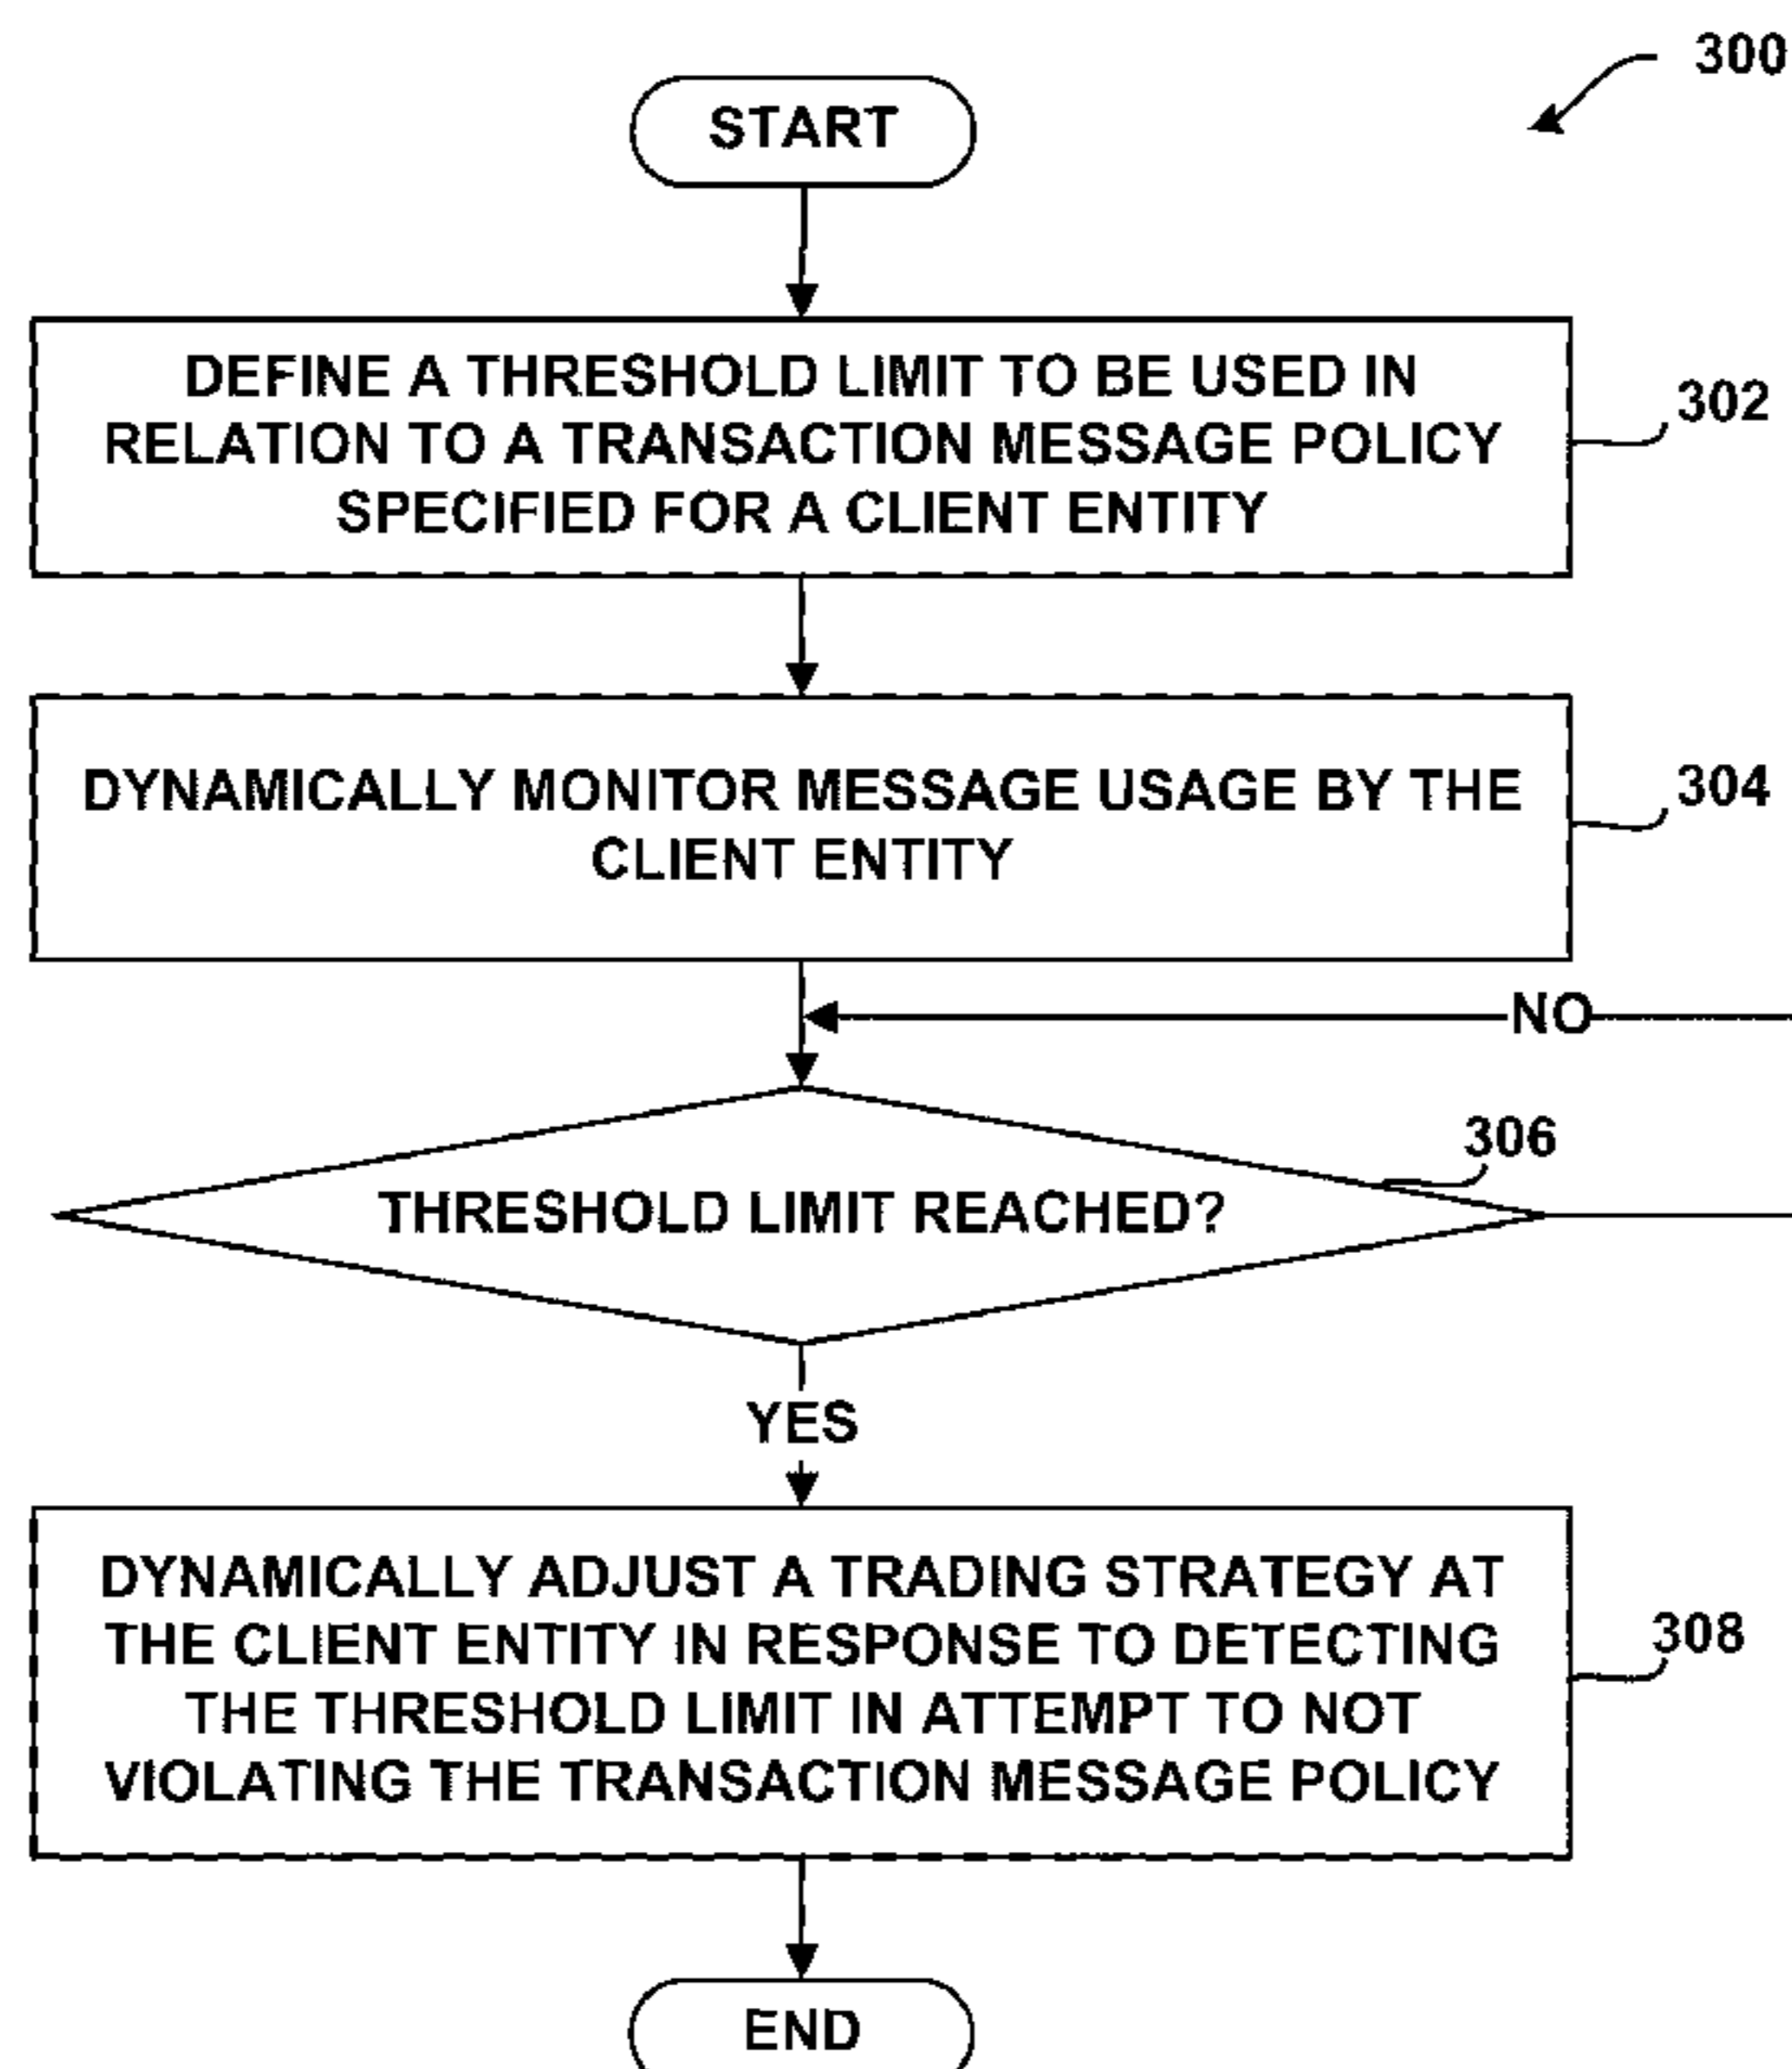 300
START
DEFINE A THRESHOLD LIMIT TO BE USED IN
RELATION TO A TRANSACTION MESSAGE POLICY
SPECIFIED FOR A CLIENT ENTITY
302
DYNAMICALLY MONITOR MESSAGE USAGE BY THE
CLIENT ENTITY
304
NO
306
THRESHOLD LIMIT REACHED?
YES
DYNAMICALLY ADJUST A TRADING STRATEGY AT
THE CLIENT ENTITY IN RESPONSE TO DETECTING
THE THRESHOLD LIMIT IN ATTEMPT TO NOT
VIOLATING THE TRANSACTION MESSAGE POLICY
308
END